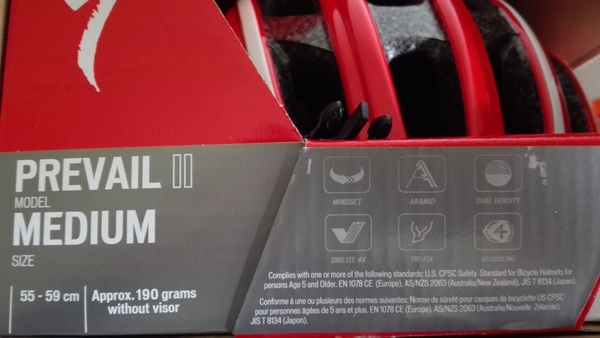 PREVAIL II
MODEL
MEDIUM
SIZE
55 - 59 cm
Approx. 190 grams
without visor
MINDSET
ARAMID
DUAL DENSITY
DRILITE 4X
TRI-FIX
4D COOLING
Complies with one or more of the following standards: U.S. CPSC Safety Standard for Bicycle Helmets for
persons Age 5 and Older. EN 1078 CE (Europe), AS/NZS 2063 (Australia/New Zealand), JIS T 8134 (Japan).
Conforme à une ou plusieurs des normes suivantes: Norme de sûreté pour casques de bicyclette US CPSC
pour personnes âgées de 5 ans et plus. EN 1078 CE (Europe), AS/NZS 2063 (Australia/Nouvelle Zélande),
JIS T 8134 (Japan).